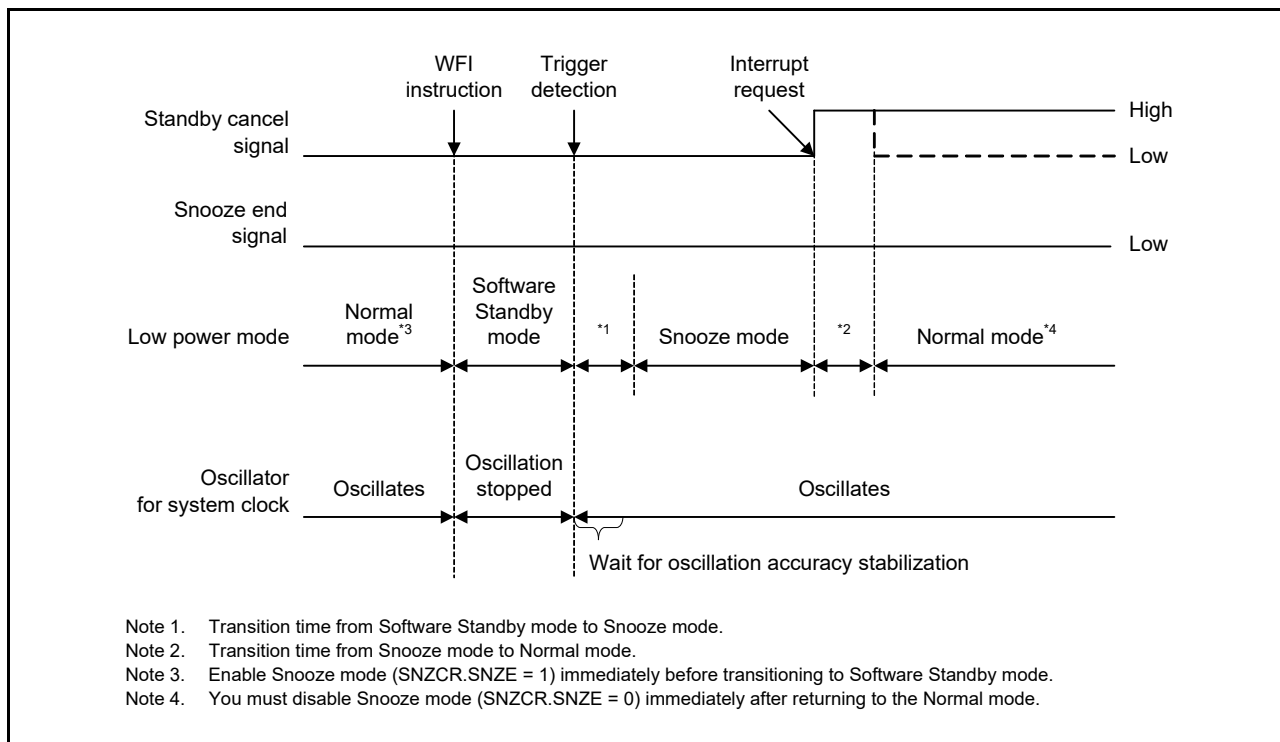 WFI
instruction
Trigger
detection
Interrupt
request
Standby cancel
signal
High
Low
Snooze end
signal
Low
Low power mode
Normal
mode*3
Software
Standby
mode
*1
Snooze mode
*2
Normal mode*4
Oscillator
for system clock
Oscillates
Oscillation
stopped
Oscillates
Wait for oscillation accuracy stabilization
Note 1. Transition time from Software Standby mode to Snooze mode.
Note 2. Transition time from Snooze mode to Normal mode.
Note 3. Enable Snooze mode (SNZCR.SNZE = 1) immediately before transitioning to Software Standby mode.
Note 4. You must disable Snooze mode (SNZCR.SNZE = 0) immediately after returning to the Normal mode.